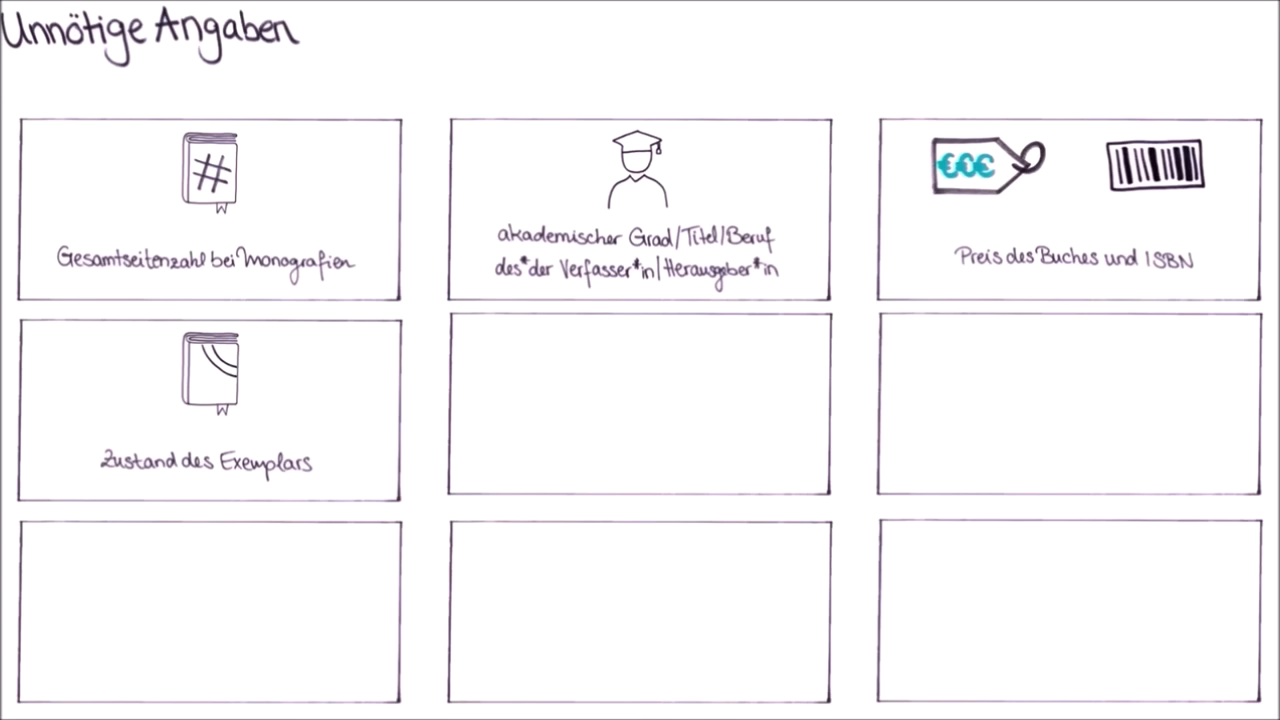 Unnötige Angaben
#
Gesamtseitenzahl bei Monografien
akademischer Grad/Titel/Beruf
des*der Verfasser*in/Herausgeber*in
€€€
Preis des Buches und ISBN
Zustand des Exemplars